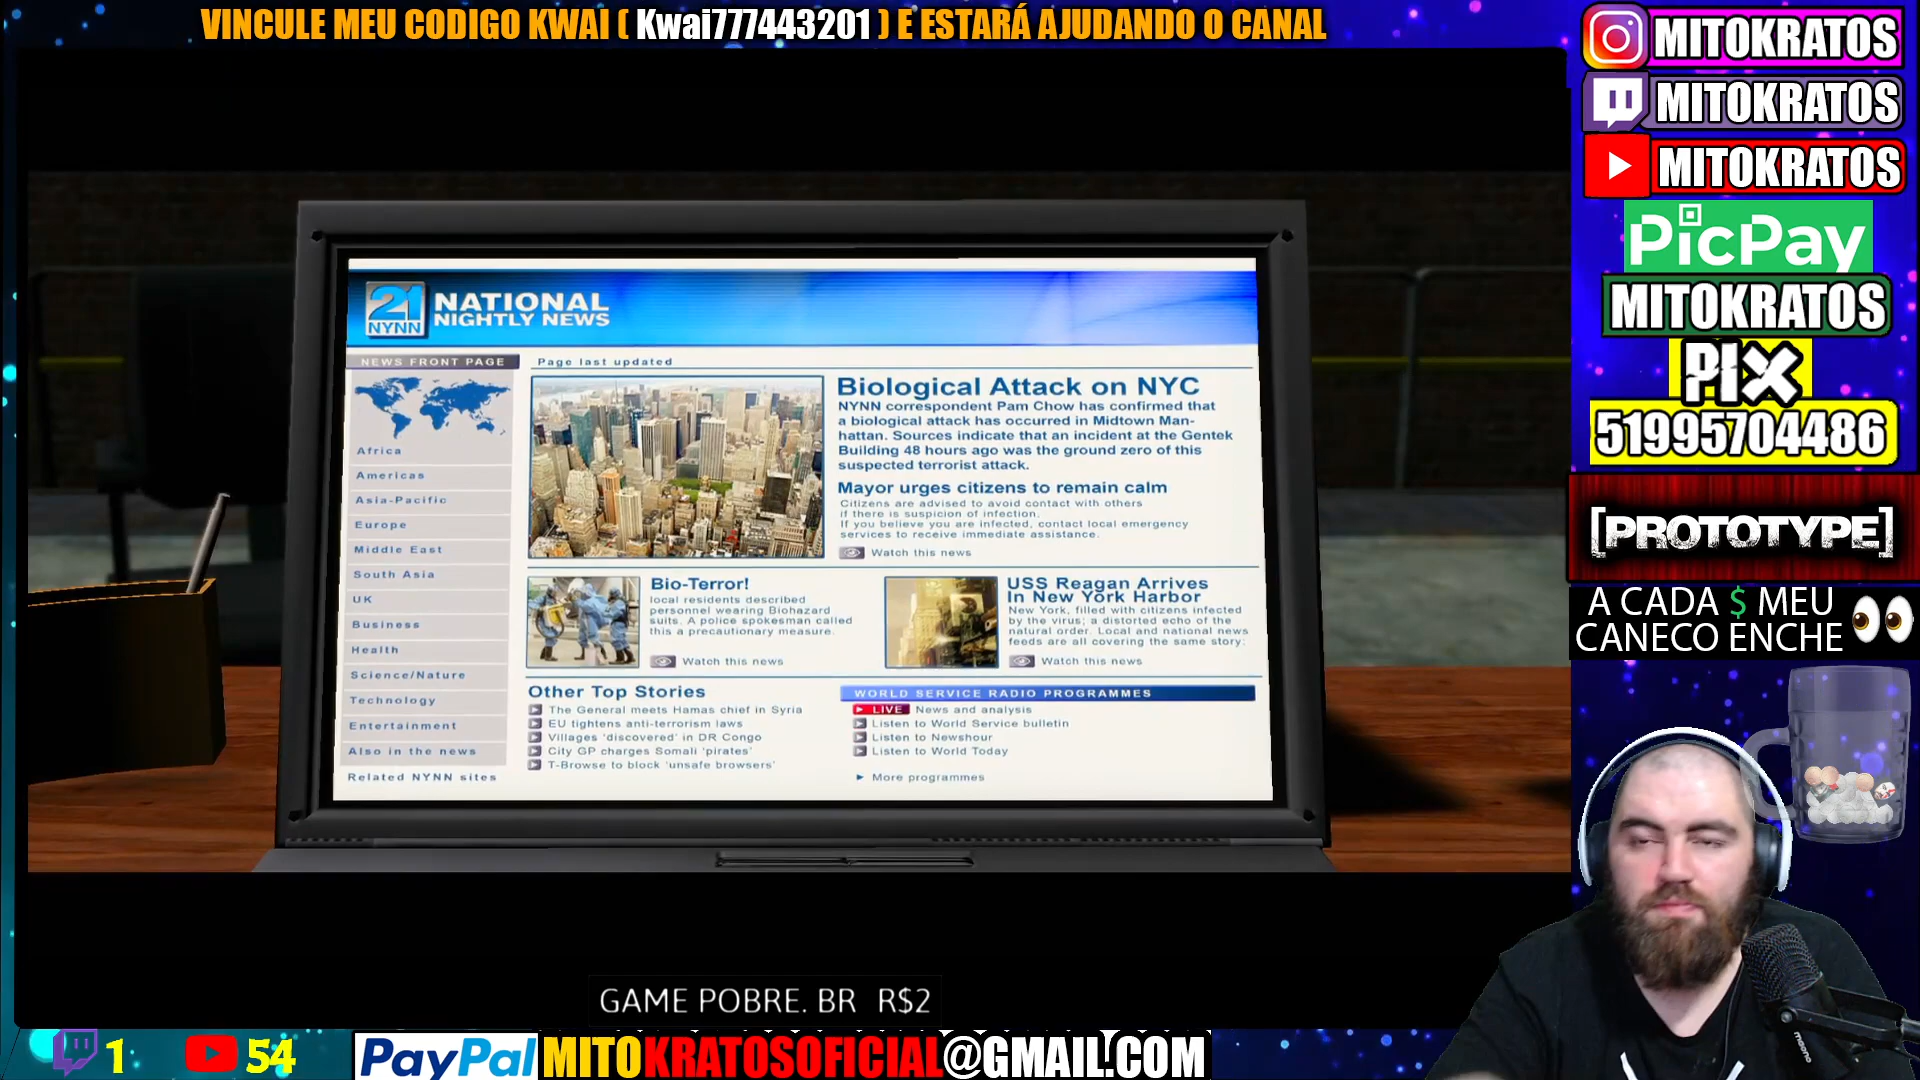 VINCULE MEU CODIGO KWAI ( Kwai777443201 ) E ESTARÁ AJUDANDO O CANAL
MITOKRATOS
MITOKRATOS
MITOKRATOS
PicPay
MITOKRATOS
PIX
51995704486
[PROTOTYPE]
A CADA $ MEU
CANECO ENCHE
21
NYNN
NATIONAL
NIGHTLY NEWS
NEWS FRONT PAGE
Africa
Americas
Asia-Pacific
Europe
Middle East
South Asia
UK
Business
Health
Science/Nature
Technology
Entertainment
Also in the news
Related NYNN sites
Page last updated
Biological Attack on NYC
NYNN correspondent Pam Chow has confirmed that
a biological attack has occurred in Midtown Man-
hattan. Sources indicate that an incident at the Gentek
Building 48 hours ago was the ground zero of this
suspected terrorist attack.
Mayor urges citizens to remain calm
Citizens are advised to avoid contact with others
if there is suspicion of infection.
If you believe you are infected, contact local emergency
services to receive immediate assistance.
Watch this news
Bio-Terror!
local residents described
personnel wearing Biohazard
suits. A police spokesman called
this a precautionary measure.
Watch this news
USS Reagan Arrives
In New York Harbor
New York, filled with citizens infected
by the virus; a distorted echo of the
natural order. Local and national news
feeds are all covering the same story:
Watch this news
Other Top Stories
The General meets Hamas chief in Syria
EU tightens anti-terrorism laws
Villages 'discovered' in DR Congo
City GP charges Somali 'pirates'
T-Browse to block 'unsafe browsers'
WORLD SERVICE RADIO PROGRAMMES
LIVE News and analysis
Listen to World Service bulletin
Listen to Newshour
Listen to World Today
More programmes
GAME POBRE. BR R$2
1
54
PayPal MITOKRATOSOFICIAL@GMAIL.COM